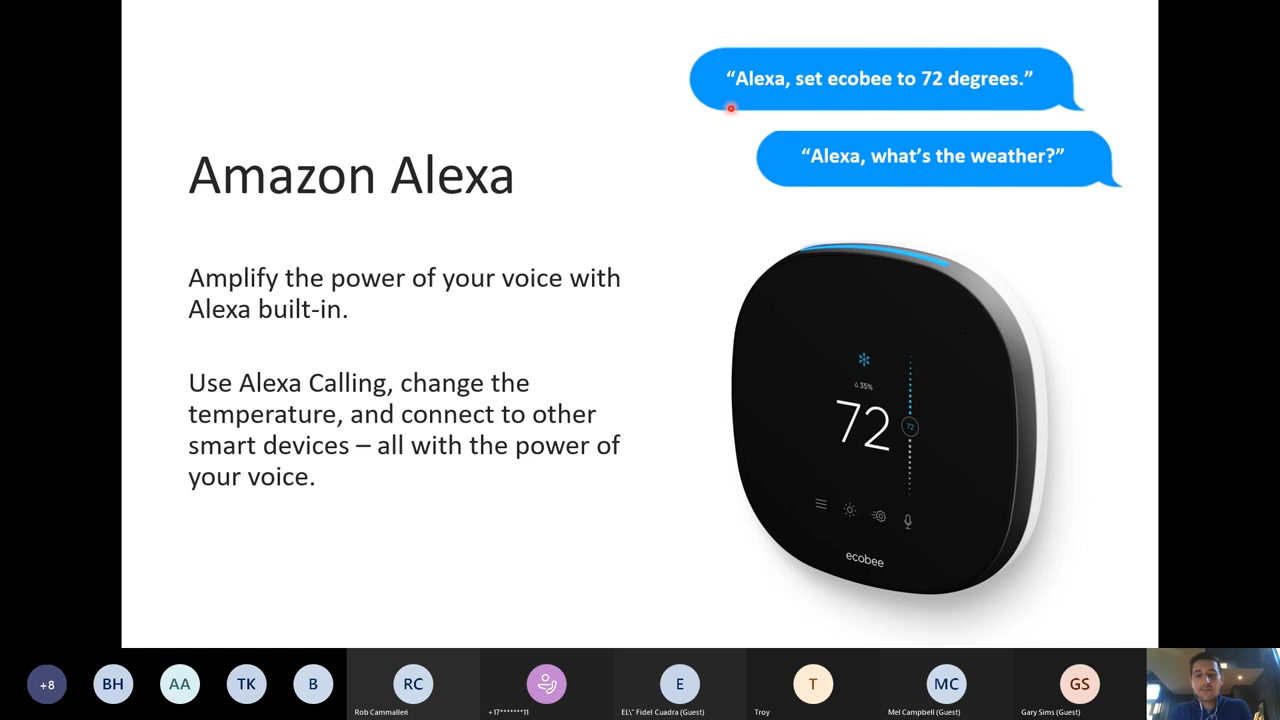 “Alexa, set ecobee to 72 degrees.”
“Alexa, what’s the weather?”
Amazon Alexa
Amplify the power of your voice with
Alexa built-in.
Use Alexa Calling, change the
temperature, and connect to other
smart devices – all with the power of
your voice.
35%
72
72
ecobee
+8
BH
AA
TK
B
RC
E
T
MC
GS
Rob Cammalleri
+17*******11
EL\" Fidel Cuadra (Guest)
Troy
Mel Campbell (Guest)
Gary Sims (Guest)